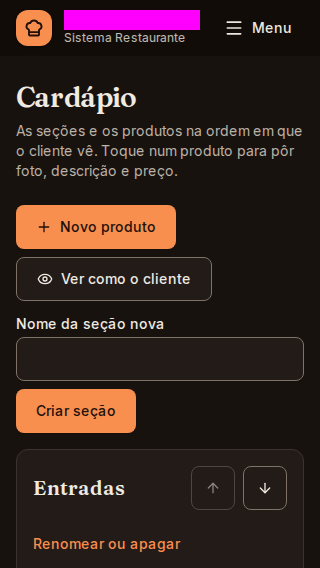 Sistema Restaurante
Menu
Cardápio
As seções e os produtos na ordem em que
o cliente vê. Toque num produto para pôr
foto, descrição e preço.
Novo produto
Ver como o cliente
Nome da seção nova
Criar seção
Entradas
Renomear ou apagar